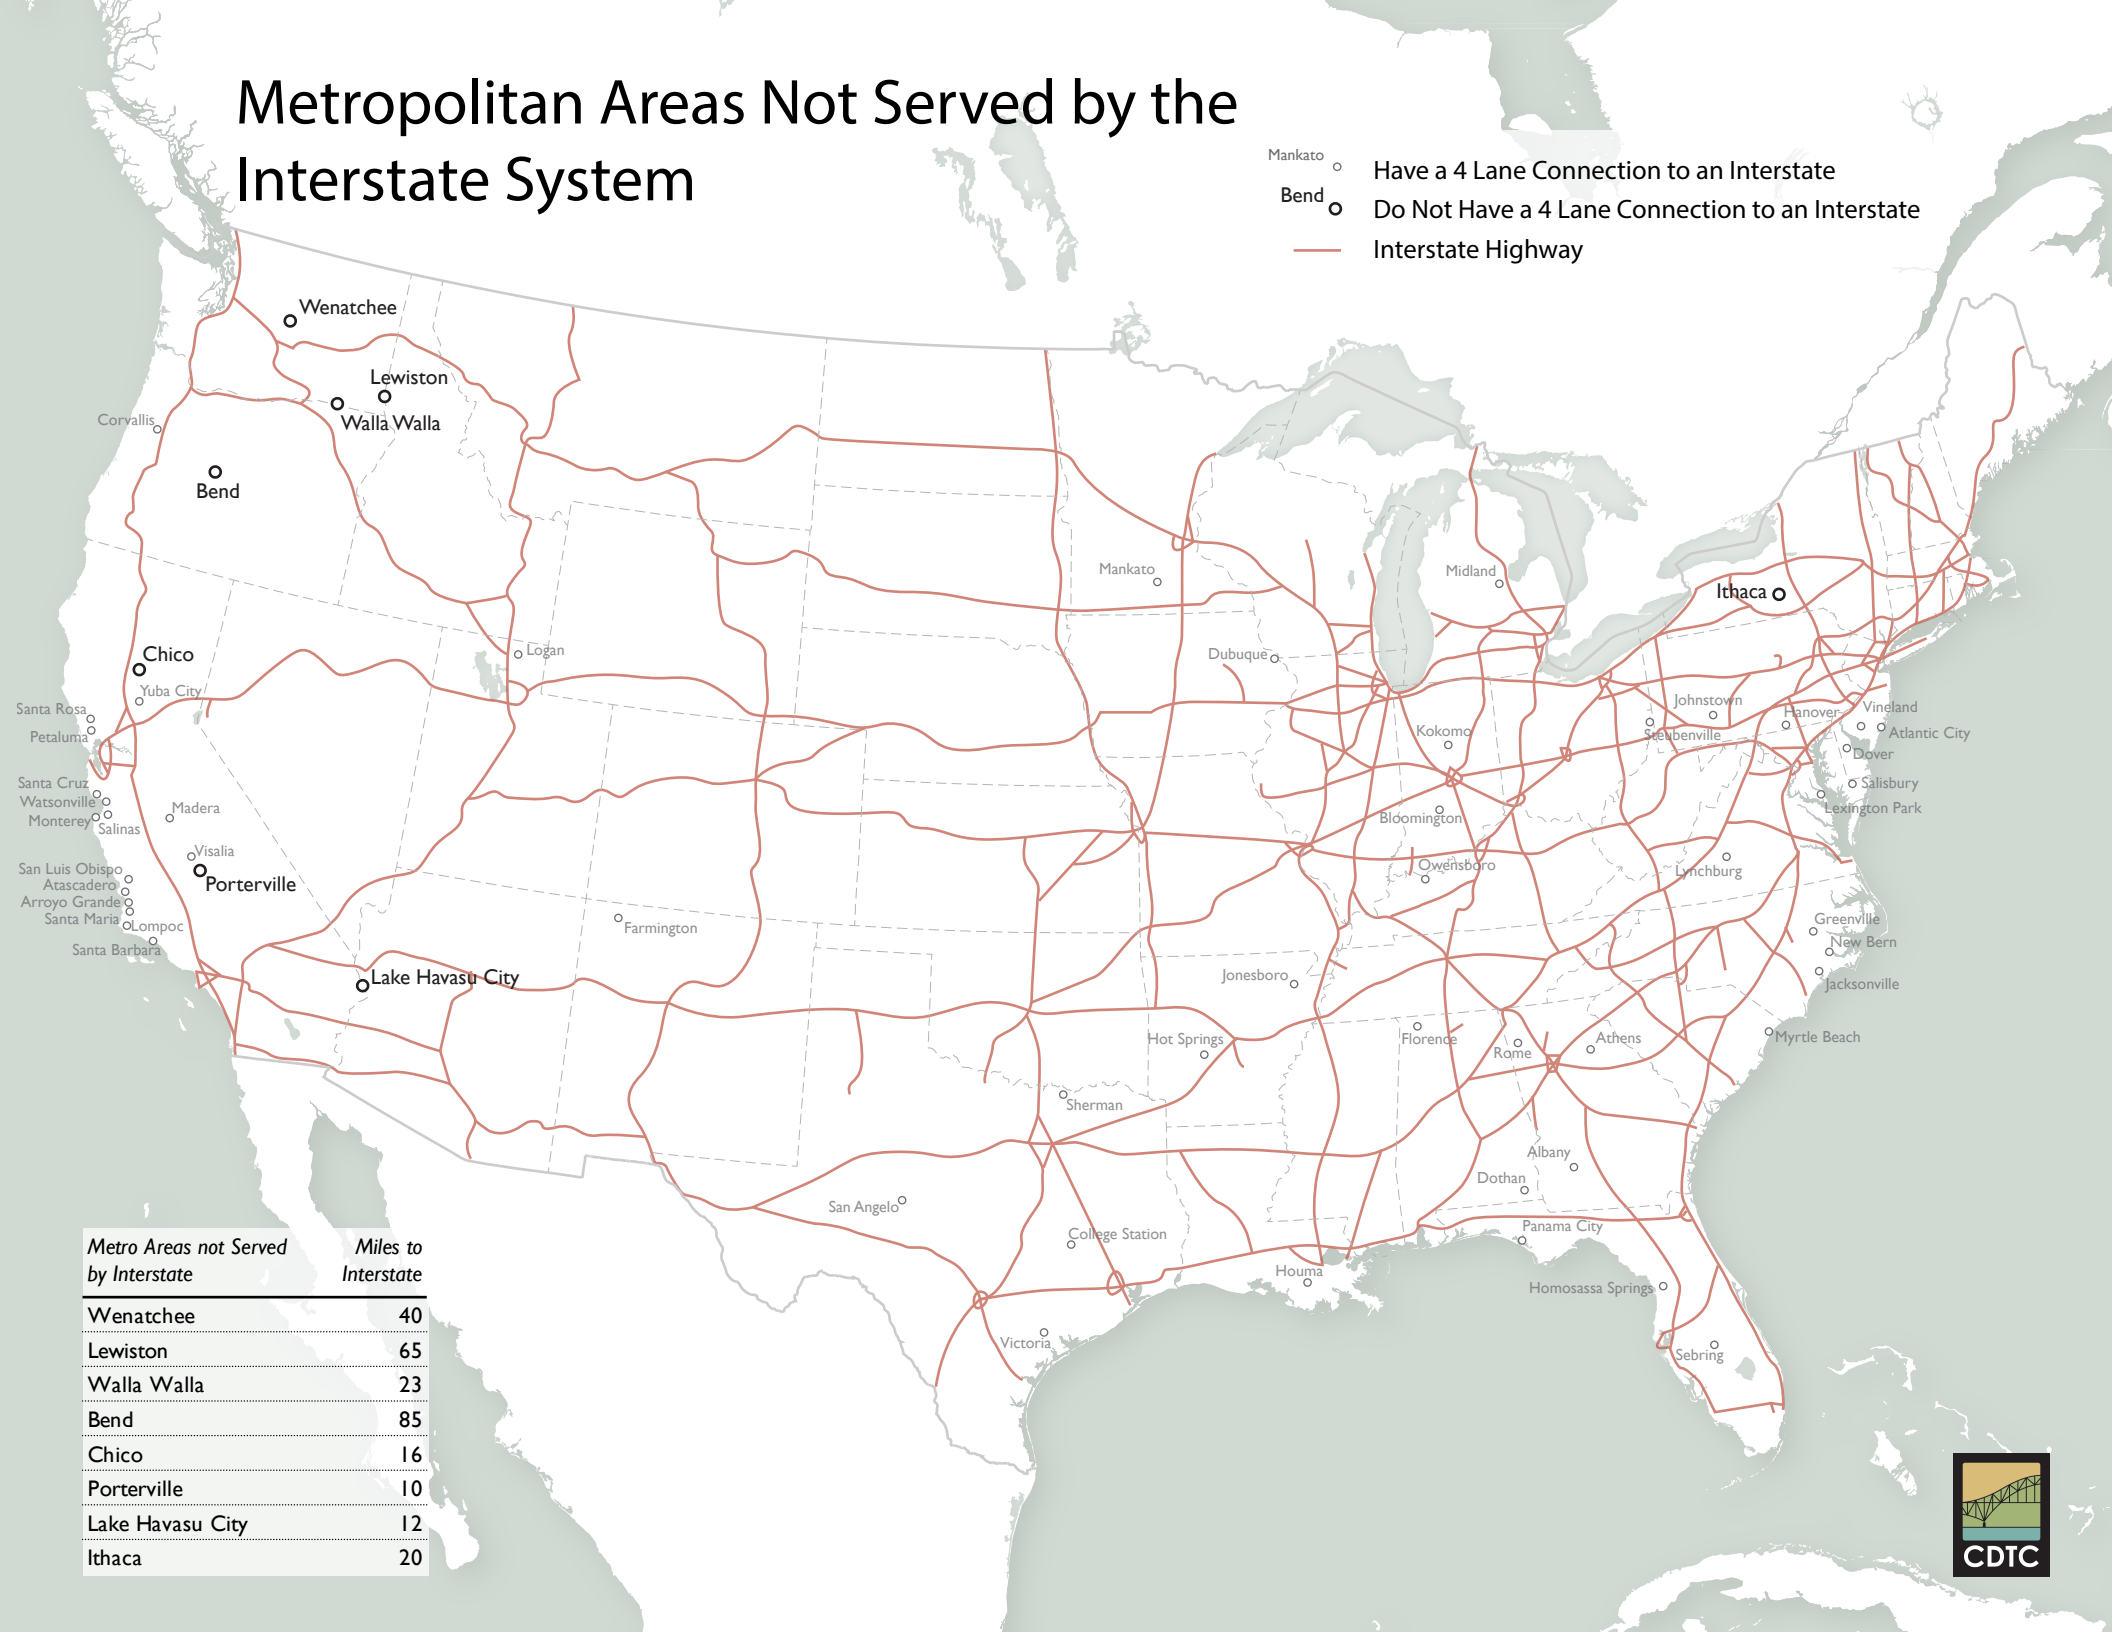 Metropolitan Areas Not Served by the
Interstate System
Mankato
Have a 4 Lane Connection to an Interstate
Bend
Do Not Have a 4 Lane Connection to an Interstate
Interstate Highway
Wenatchee
Lewiston
Walla Walla
Corvallis
Bend
Mankato
Midland
Ithaca
Chico
Logan
Dubuque
Yuba City
Santa Rosa
Petaluma
Johnstown
Hanover
Vineland
Steubenville
Atlantic City
Kokomo
Dover
Santa Cruz
Watsonville
Monterey
Salinas
Madera
Salisbury
Lexington Park
Bloomington
Visalia
Porterville
San Luis Obispo
Atascadero
Arroyo Grande
Santa Maria
Lompoc
Santa Barbara
Owensboro
Lynchburg
Farmington
Greenville
New Bern
Jacksonville
Lake Havasu City
Jonesboro
Hot Springs
Florence
Rome
Athens
Myrtle Beach
Sherman
Albany
Dothan
San Angelo
College Station
Panama City
Houma
Homosassa Springs
Victoria
Sebring
Metro Areas not Served Miles to
by Interstate Interstate
Wenatchee 40
Lewiston 65
Walla Walla 23
Bend 85
Chico 16
Porterville 10
Lake Havasu City 12
Ithaca 20
CDTC